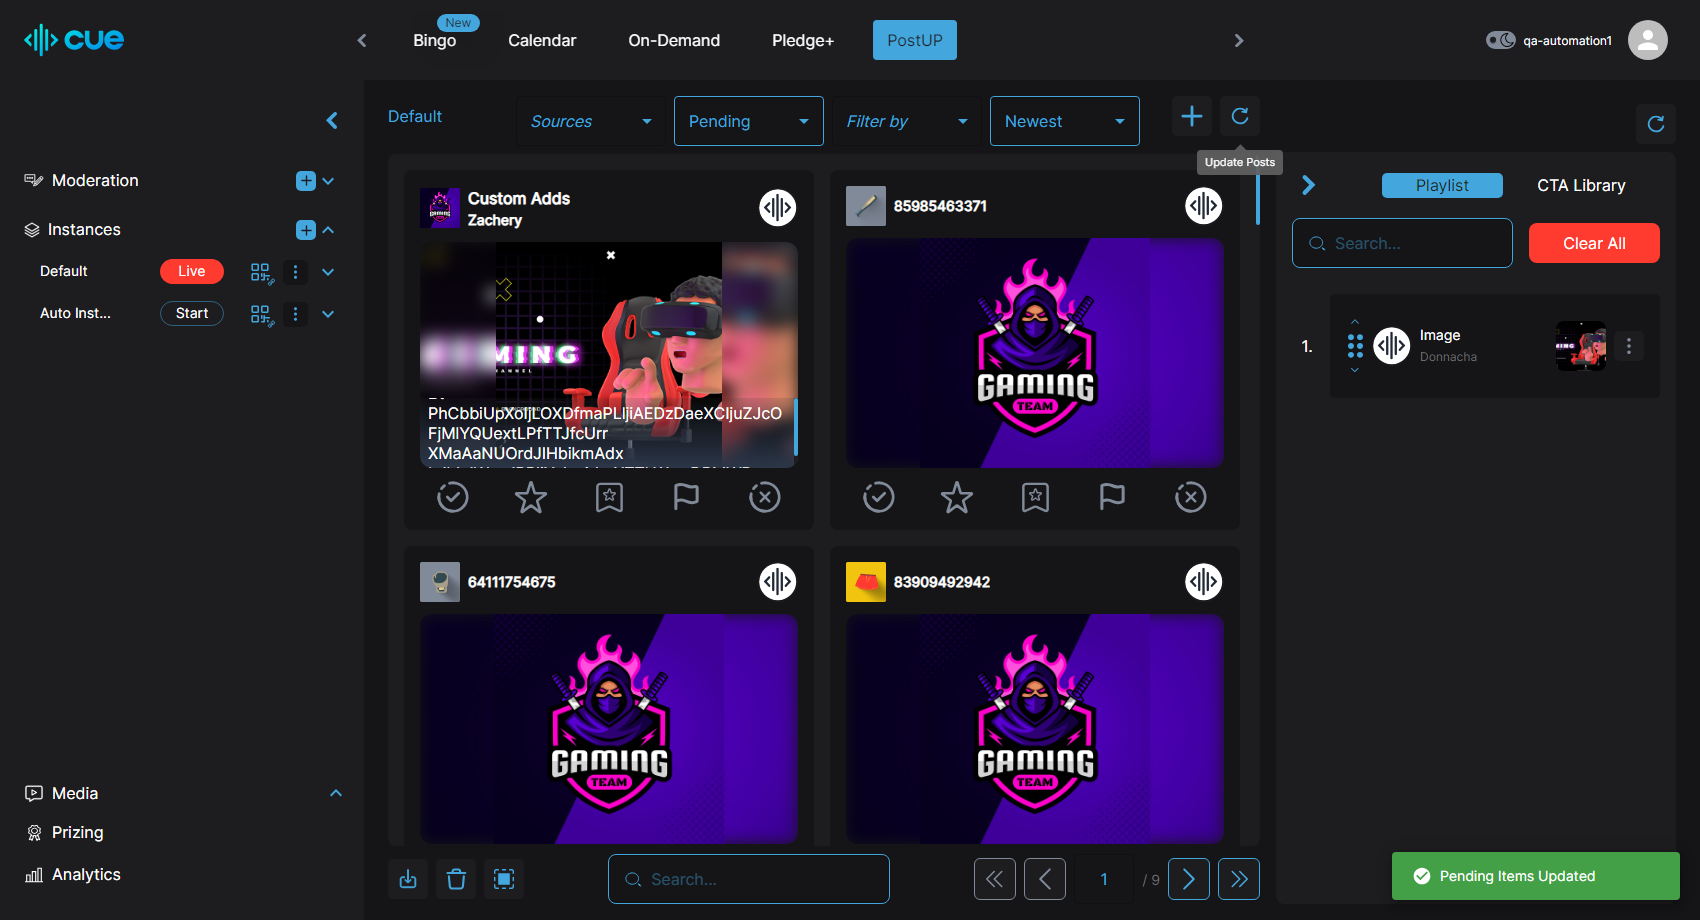 cue
New
Bingo
Calendar
On-Demand
Pledge+
PostUP
qa-automation1
Default
Sources
Pending
Filter by
Newest
Update Posts
Moderation
Instances
Default
Live
Auto Inst...
Start
Media
Prizing
Analytics
Custom Adds
Zachery
MING
PhCbbiUpXoIjLOXDfmaPLljiAEDzDaeXCIjuZJcO
FjMlYQUextLPfTTJfcUrr
XMaAaNUOrdJIHbikmAdx
85985463371
GAMING
TEAM
64111754675
GAMING
TEAM
83909492942
GAMING
TEAM
Search...
1
/ 9
Playlist
CTA Library
Search...
Clear All
1.
Image
Donnacha
Pending Items Updated